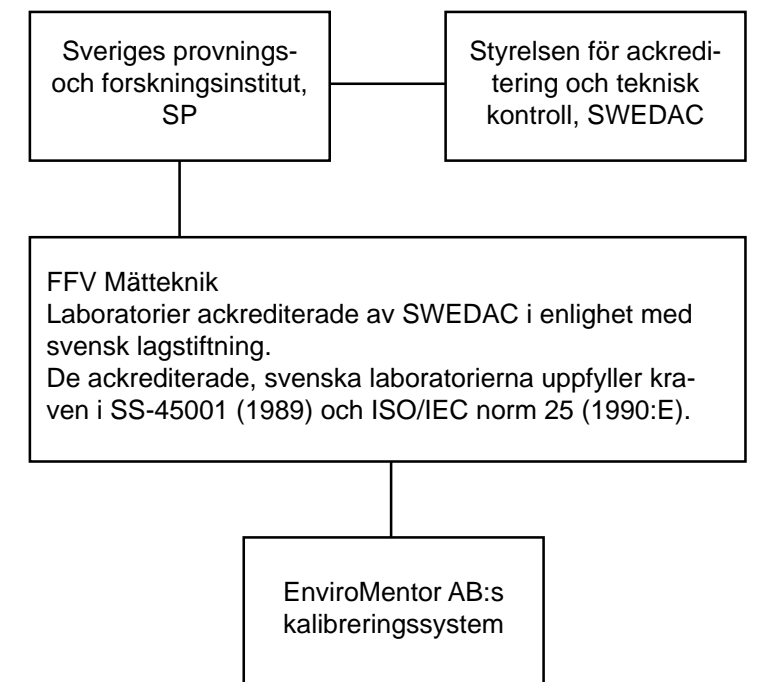 Sveriges provnings-
och forskningsinstitut,
SP
Styrelsen för ackredi-
tering och teknisk
kontroll, SWEDAC
FFV Mätteknik
Laboratorier ackrediterade av SWEDAC i enlighet med
svensk lagstiftning.
De ackrediterade, svenska laboratorierna uppfyller kra-
ven i SS-45001 (1989) och ISO/IEC norm 25 (1990:E).
EnviroMentor AB:s
kalibreringssystem